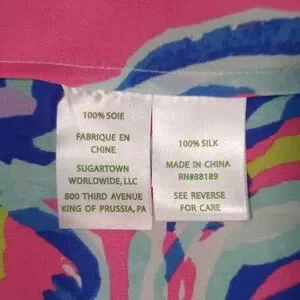 100% SOIE
FABRIQUE EN
CHINE
SUGARTOWN
WORLDWIDE, LLC
800 THIRD AVENUE
KING OF PRUSSIA, PA
100% SILK
MADE IN CHINA
RN#88189
SEE REVERSE
FOR CARE